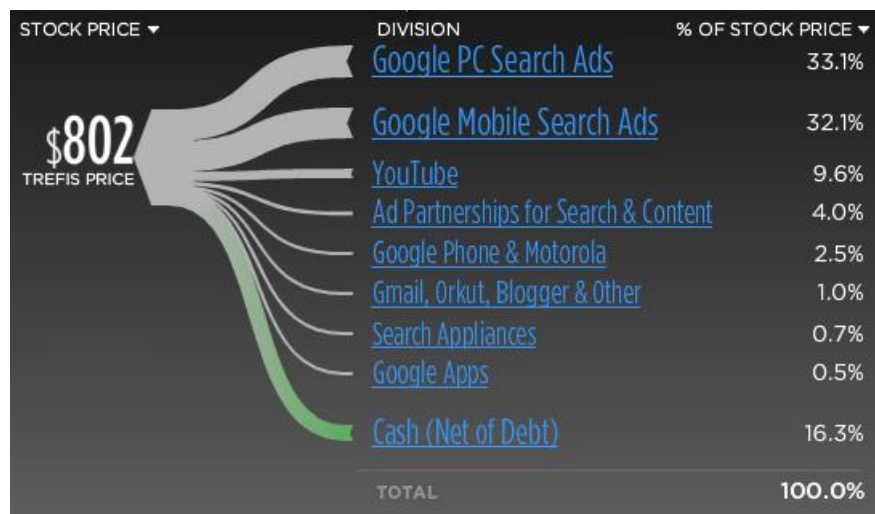 STOCK PRICE ▼ DIVISION % OF STOCK PRICE ▼
Google PC Search Ads 33.1%
Google Mobile Search Ads 32.1%
$802
TREFIS PRICE
YouTube 9.6%
Ad Partnerships for Search & Content 4.0%
Google Phone & Motorola 2.5%
Gmail, Orkut, Blogger & Other 1.0%
Search Appliances 0.7%
Google Apps 0.5%
Cash (Net of Debt) 16.3%
TOTAL 100.0%